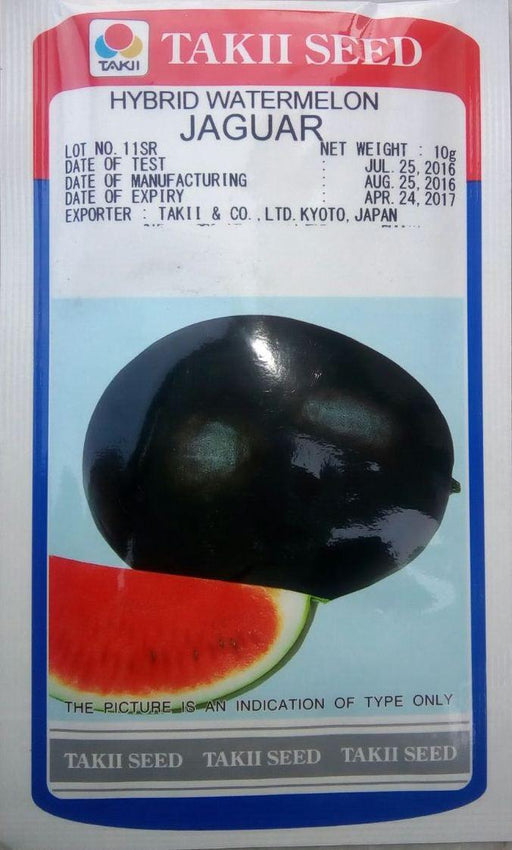 TAKII
TAKII SEED
HYBRID WATERMELON
JAGUAR
LOT NO. 11SR NET WEIGHT : 10g
DATE OF TEST : JUL. 25, 2016
DATE OF MANUFACTURING : AUG. 25, 2016
DATE OF EXPIRY : APR. 24, 2017
EXPORTER : TAKII & CO., LTD. KYOTO, JAPAN
THE PICTURE IS AN INDICATION OF TYPE ONLY
TAKII SEED TAKII SEED TAKII SEED